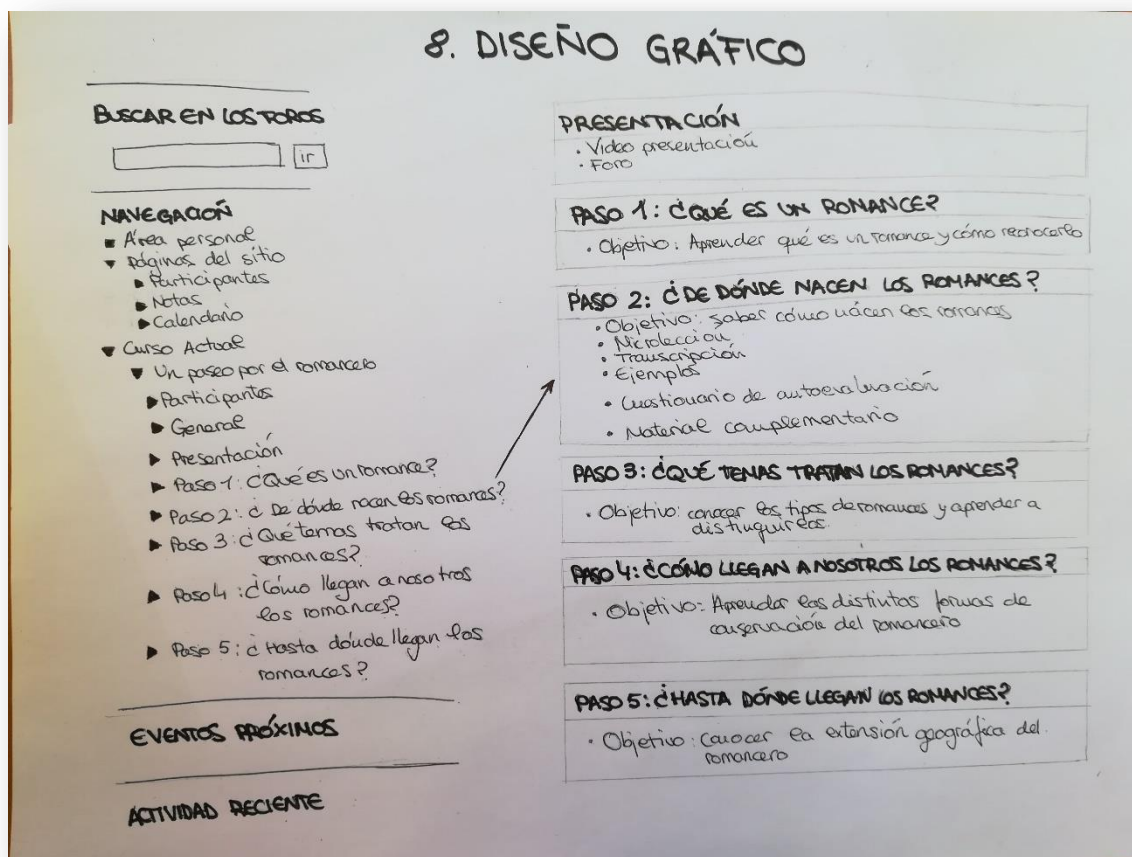 8. DISEÑO GRÁFICO
BUSCAR EN LOS FOROS
ir
NAVEGACIÓN
Área personal
Páginas del sitio
Participantes
Notas
Calendario
Curso Actual
Un paseo por el romancero
Participantes
General
Presentación
Paso 1: ¿Qué es un romance?
Paso 2: ¿De dónde nacen los romances?
Paso 3: ¿Qué temas tratan los
romances?
Paso 4: ¿Cómo llegan a nosotros
los romances?
Paso 5: ¿Hasta dónde llegan los
romances?
EVENTOS PRÓXIMOS
ACTIVIDAD RECIENTE
PRESENTACIÓN
• Video presentación
• Foro
PASO 1: ¿QUÉ ES UN ROMANCE?
• Objetivo: Aprender qué es un romance y cómo reconocerlo
PASO 2: ¿DE DÓNDE NACEN LOS ROMANCES?
• Objetivo: saber cómo nacen los romances
• Microlección
• Transcripción
• Ejemplos
• Cuestionario de autoevaluación
• Material complementario
PASO 3: ¿QUÉ TEMAS TRATAN LOS ROMANCES?
• Objetivo: conocer los tipos de romances y aprender a
distinguirlos
PASO 4: ¿CÓMO LLEGAN A NOSOTROS LOS ROMANCES?
• Objetivo: Aprender las distintas formas de
conservación del romancero
PASO 5: ¿HASTA DÓNDE LLEGAN LOS ROMANCES?
• Objetivo: Conocer la extensión geográfica del
romancero